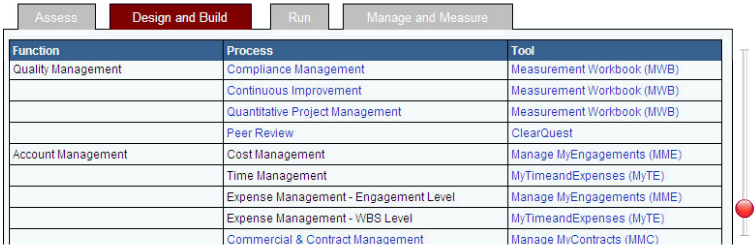 Assess Design and Build Run Manage and Measure
Function Process Tool
Quality Management Compliance Management Measurement Workbook (MWB)
Continuous Improvement Measurement Workbook (MWB)
Quantitative Project Management Measurement Workbook (MWB)
Peer Review ClearQuest
Account Management Cost Management Manage MyEngagements (MME)
Time Management MyTimeandExpenses (MyTE)
Expense Management - Engagement Level Manage MyEngagements (MME)
Expense Management - WBS Level MyTimeandExpenses (MyTE)
Commercial & Contract Management Manage MyContracts (MMC)